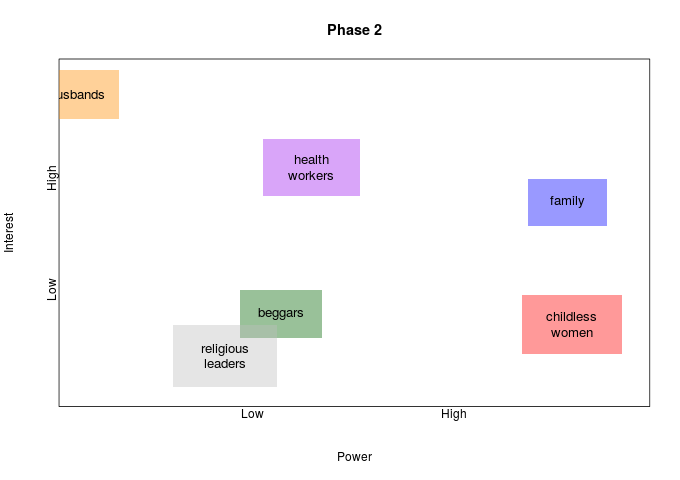 Phase 2
usbands
health
workers
family
beggars
childless
women
religious
leaders
Interest
High
Low
Low
High
Power